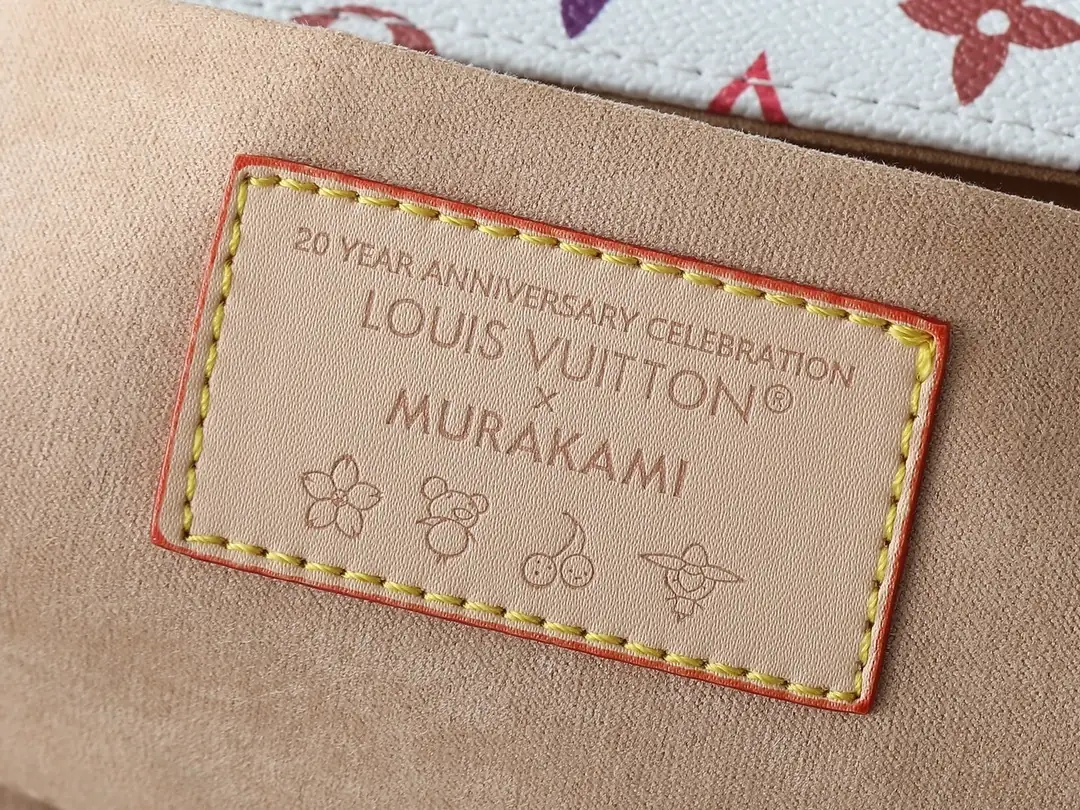 20 YEAR ANNIVERSARY CELEBRATION
LOUIS VUITTON®
×
MURAKAMI